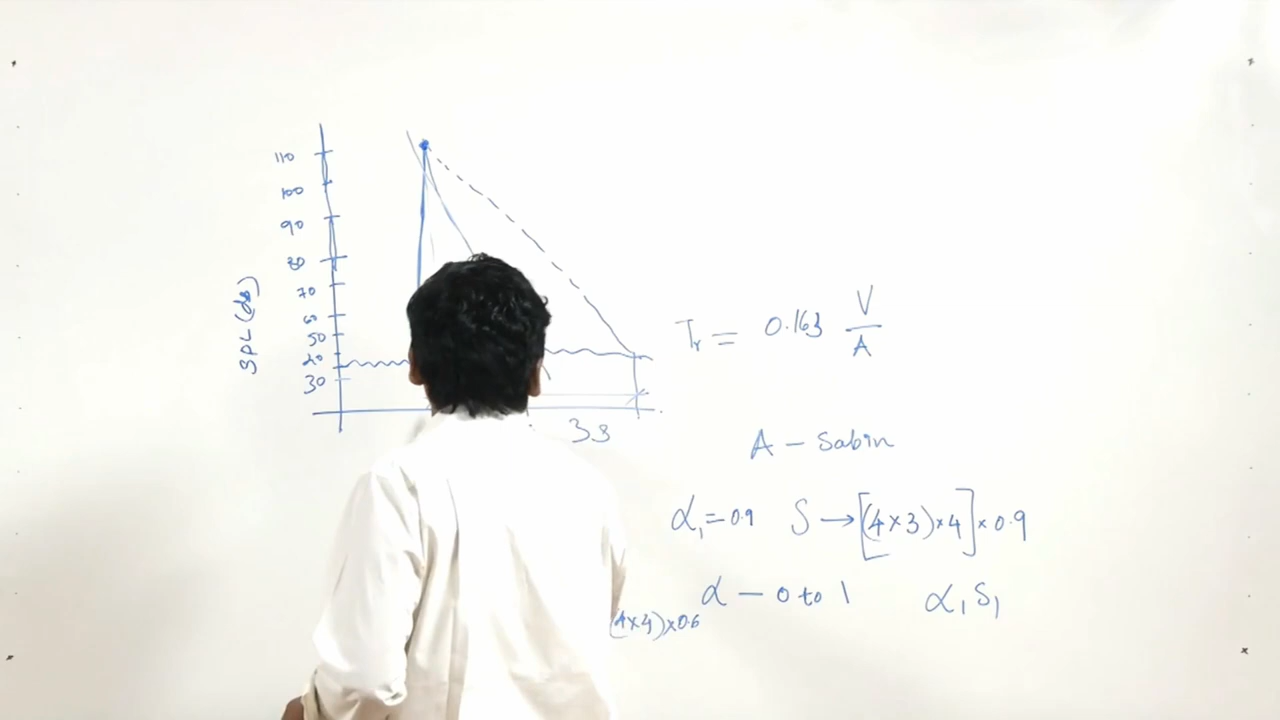 110
100
90
80
70
60
50
40
30
SPL (dB)
3s
Tr = 0.163 V/A
A - Sabin
α1 = 0.9 S → [(4×3)×4] × 0.9
α - 0 to 1 α1 S1
(4×4)×0.6